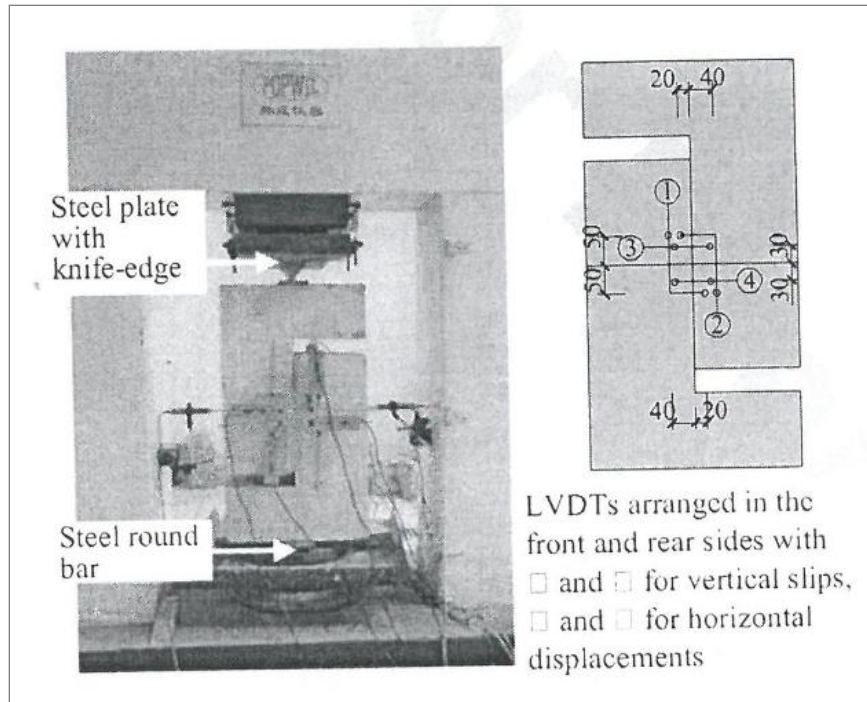 20 40
Steel plate
with
knife-edge
①
50
③
30
50
④
30
②
40 20
Steel round
bar
LVDTs arranged in the
front and rear sides with
□ and □ for vertical slips,
□ and □ for horizontal
displacements